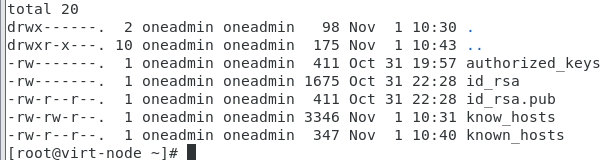 total 20
drwx------.  2 oneadmin oneadmin   98 Nov  1 10:30 .
drwxr-x---. 10 oneadmin oneadmin  175 Nov  1 10:43 ..
-rw-------.  1 oneadmin oneadmin  411 Oct 31 19:57 authorized_keys
-rw-------.  1 oneadmin oneadmin 1675 Oct 31 22:28 id_rsa
-rw-r--r--.  1 oneadmin oneadmin  411 Oct 31 22:28 id_rsa.pub
-rw-rw-r--.  1 oneadmin oneadmin 3346 Nov  1 10:31 know_hosts
-rw-r--r--.  1 oneadmin oneadmin  347 Nov  1 10:40 known_hosts
[root@virt-node ~]#